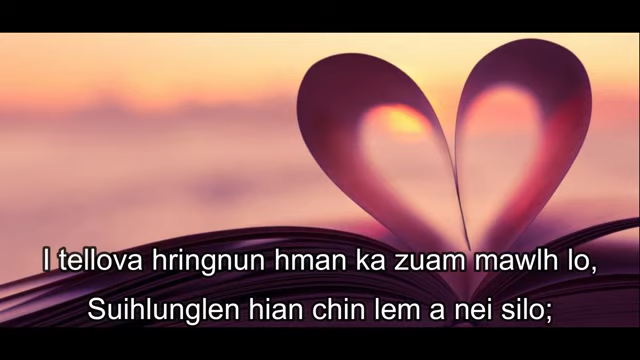 I tellova hringnun hman ka zuam mawlh lo,
Suihlunglen hian chin lem a nei silo;